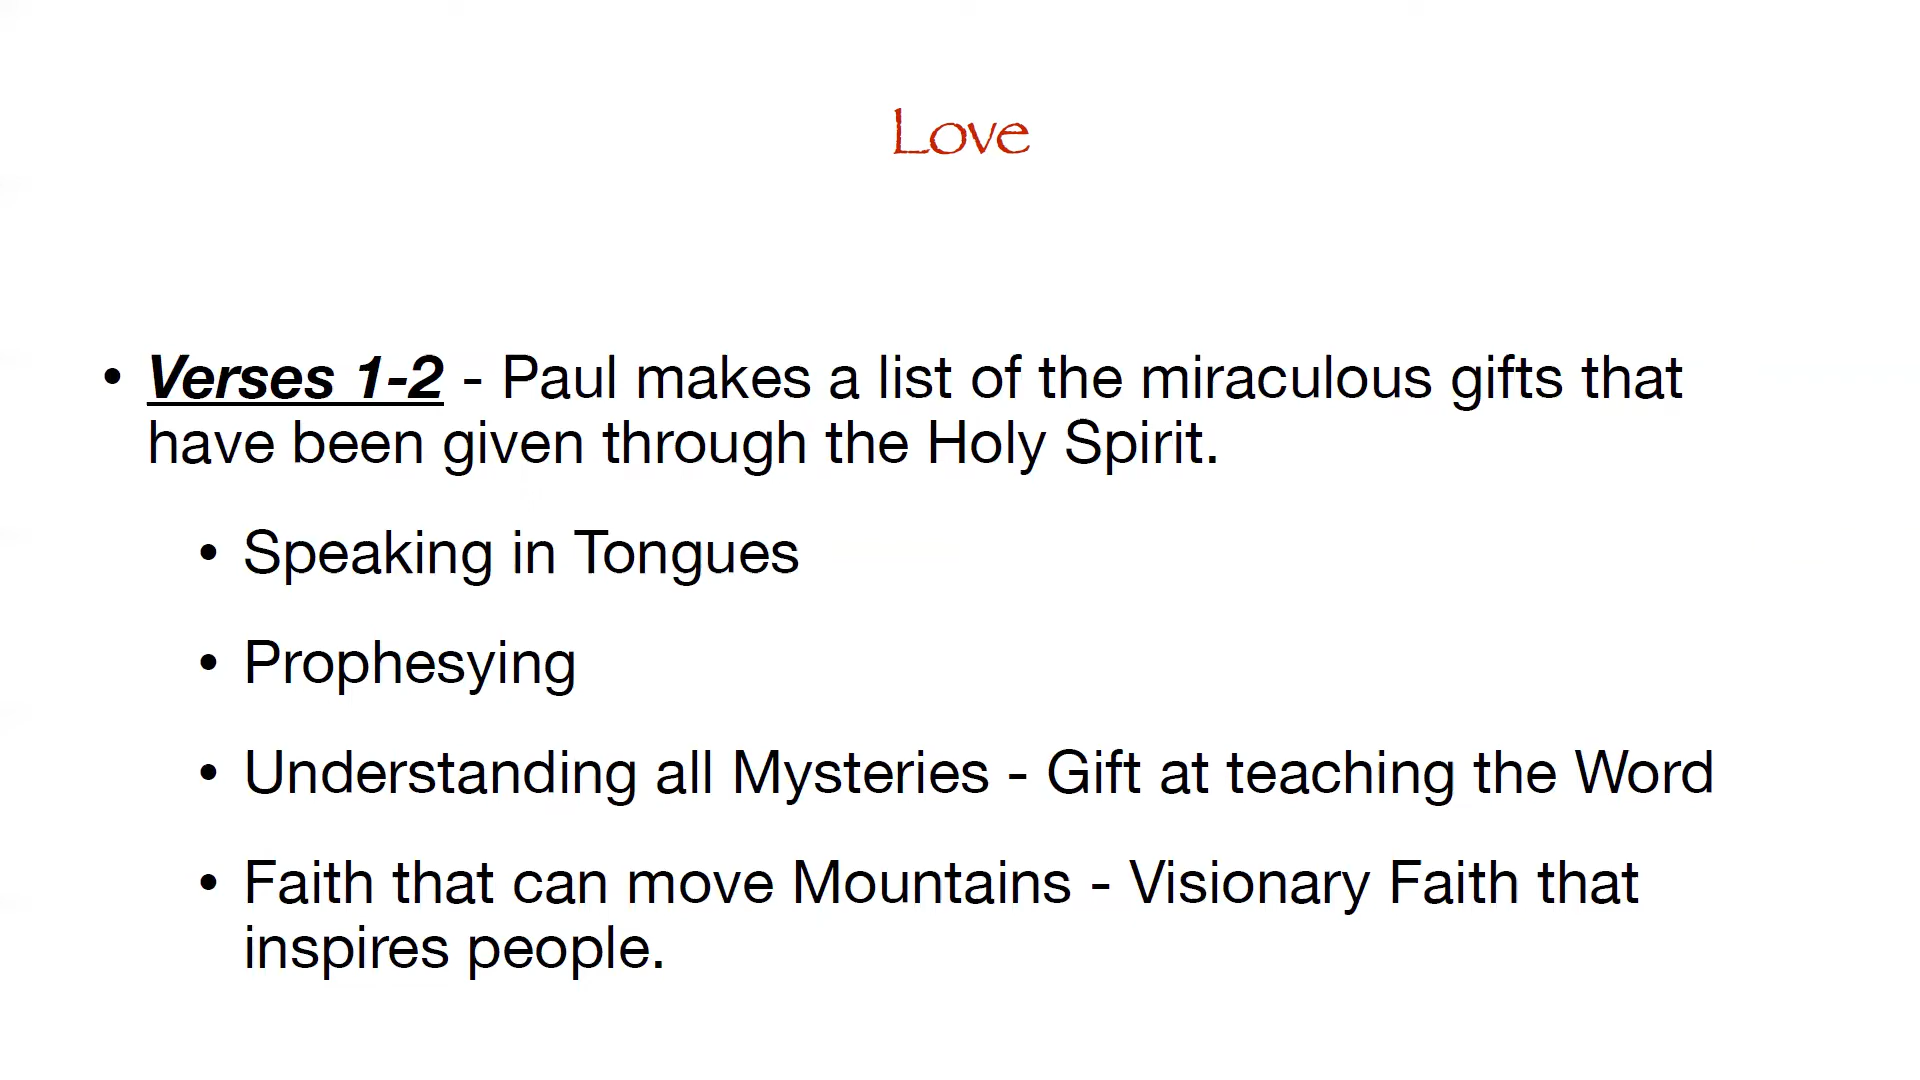 Love
• Verses 1-2 - Paul makes a list of the miraculous gifts that
have been given through the Holy Spirit.
• Speaking in Tongues
• Prophesying
• Understanding all Mysteries - Gift at teaching the Word
• Faith that can move Mountains - Visionary Faith that
inspires people.